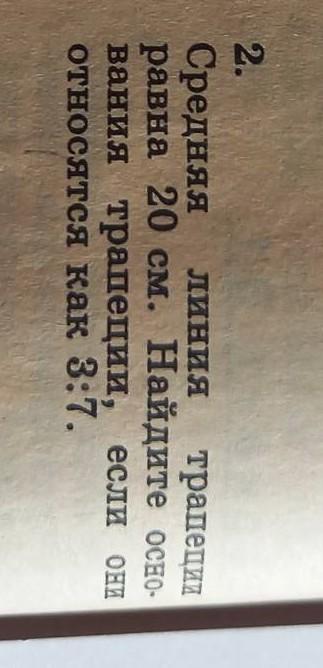 2.
Средняя линия трапеции
равна 20 см. Найдите осно-
вания трапеции, если они
относятся как 3:7.